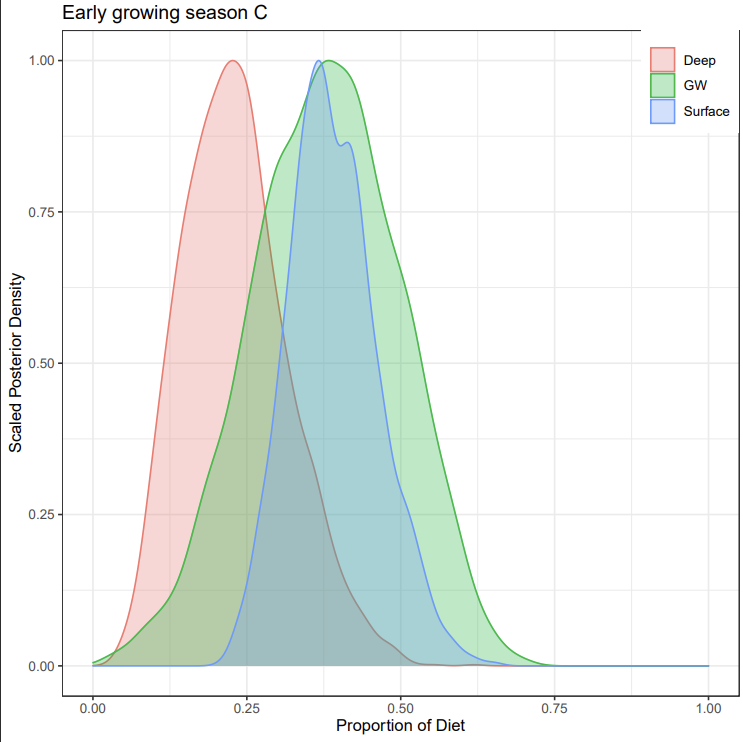 Early growing season C
Deep
GW
Surface
1.00
0.75
0.50
0.25
0.00
Scaled Posterior Density
0.00 0.25 0.50 0.75 1.00
Proportion of Diet